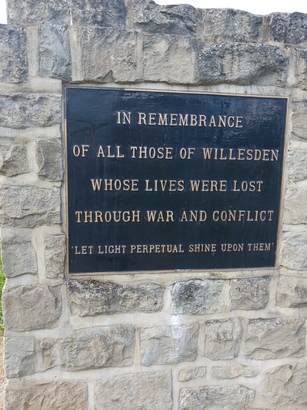 IN REMEMBRANCE
OF ALL THOSE OF WILLESDEN
WHOSE LIVES WERE LOST
THROUGH WAR AND CONFLICT
'LET LIGHT PERPETUAL SHINE UPON THEM'